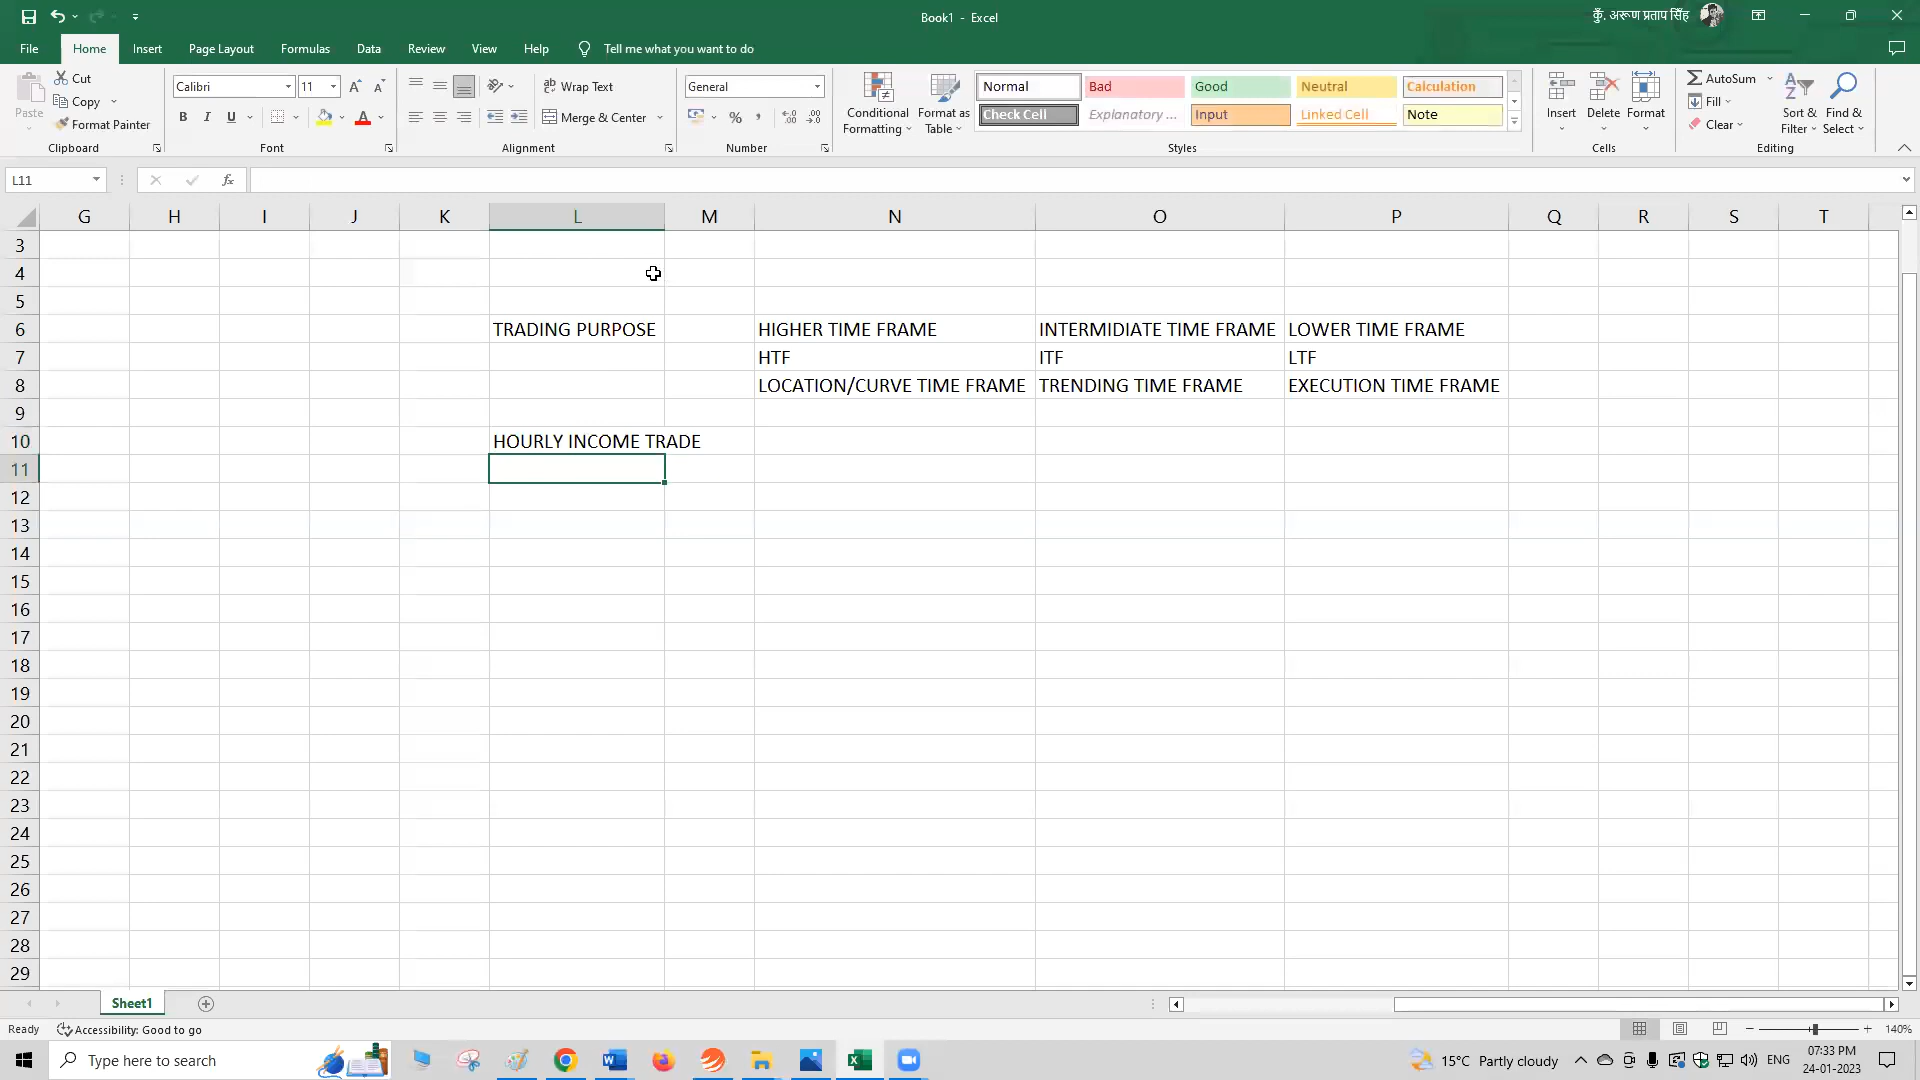 Book1 - Excel
कुँ. अरूण प्रताप सिँह
File Home Insert Page Layout Formulas Data Review View Help Tell me what you want to do
Paste
Cut
Copy
Format Painter
Clipboard
Calibri 11
B I U
Font
Wrap Text
Merge & Center
Alignment
General
Number
Conditional Formatting
Format as Table
Normal Bad Good Neutral Calculation
Check Cell Explanatory ... Input Linked Cell Note
Styles
Insert Delete Format
Cells
AutoSum
Fill
Clear
Sort & Filter
Find & Select
Editing
L11
fx
G H I J K L M N O P Q R S T
3
4
5
6 TRADING PURPOSE HIGHER TIME FRAME INTERMIDIATE TIME FRAME LOWER TIME FRAME
7 HTF ITF LTF
8 LOCATION/CURVE TIME FRAME TRENDING TIME FRAME EXECUTION TIME FRAME
9
10 HOURLY INCOME TRADE
11
12
13
14
15
16
17
18
19
20
21
22
23
24
25
26
27
28
29
Sheet1
Ready Accessibility: Good to go 140%
Type here to search
15°C Partly cloudy
ENG
07:33 PM
24-01-2023